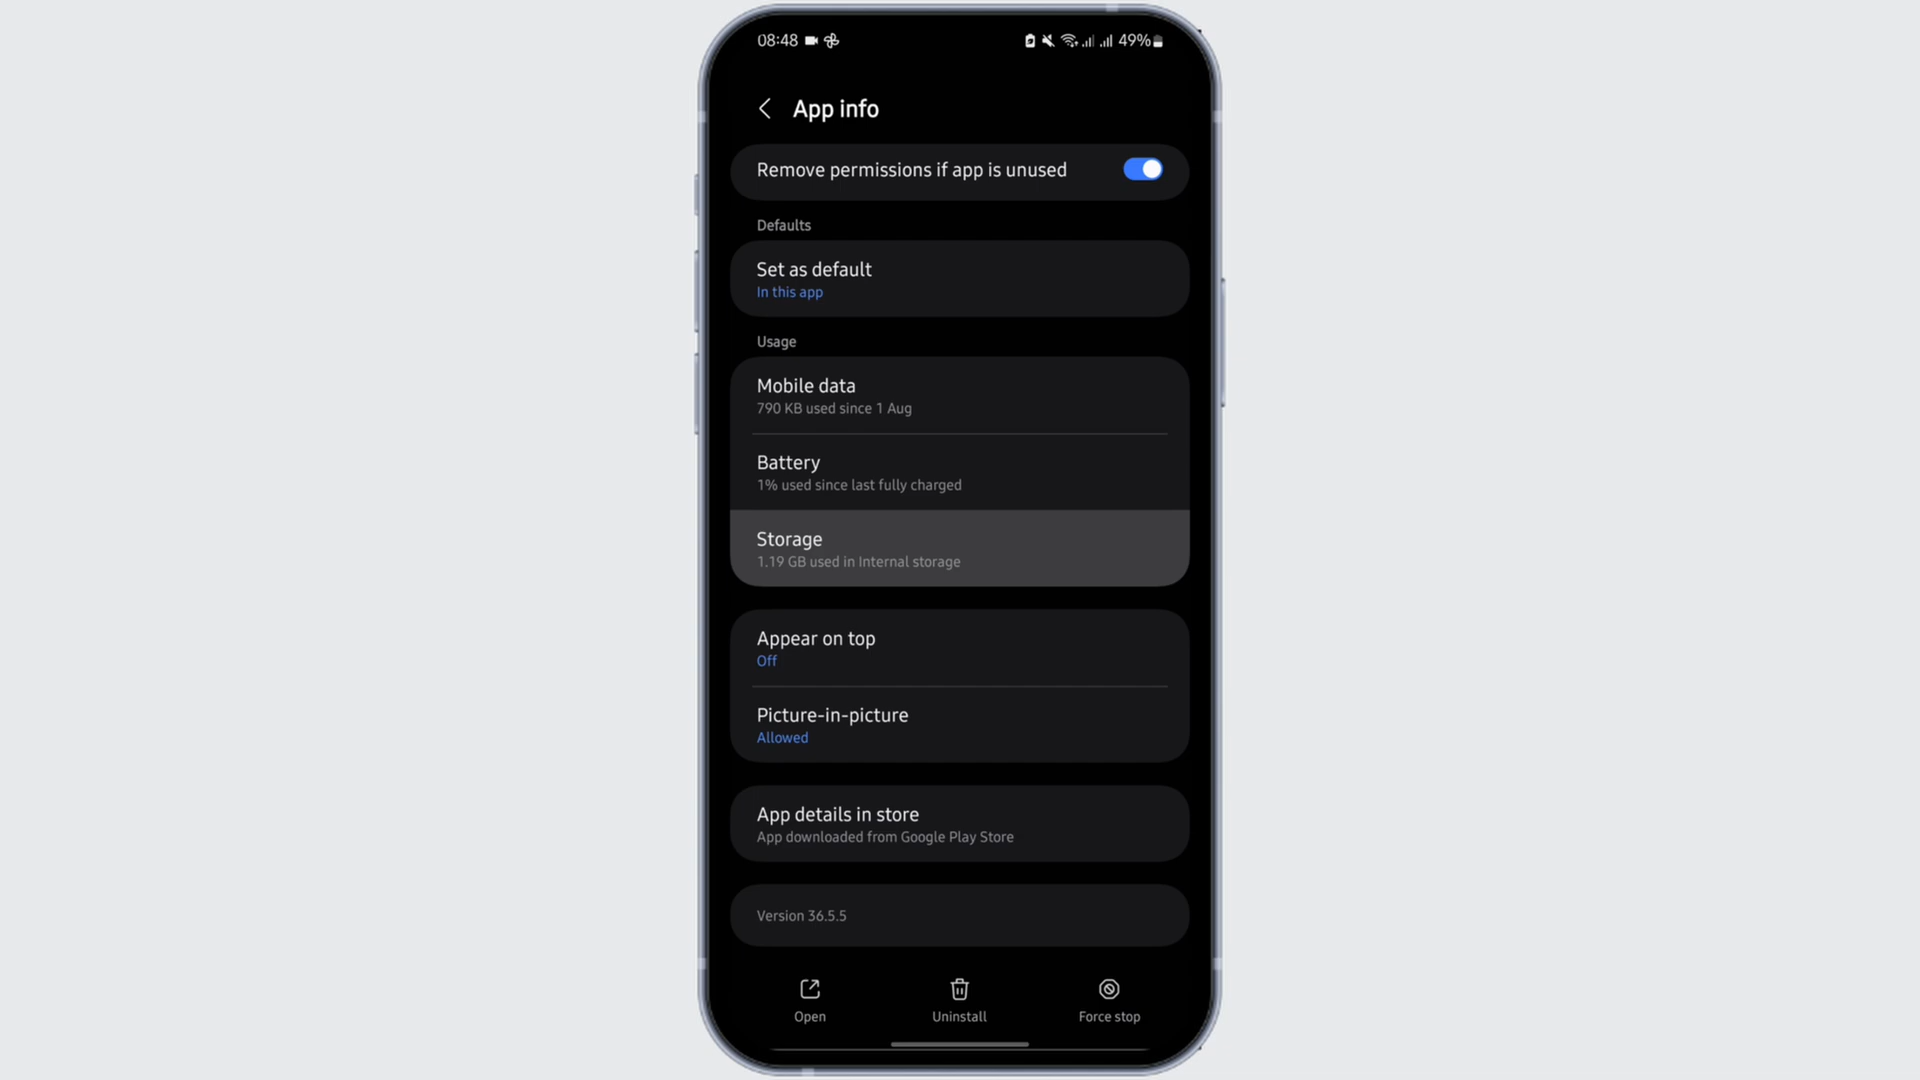 08:48
49%
App info
Remove permissions if app is unused
Defaults
Set as default
In this app
Usage
Mobile data
790 KB used since 1 Aug
Battery
1% used since last fully charged
Storage
1.19 GB used in Internal storage
Appear on top
Off
Picture-in-picture
Allowed
App details in store
App downloaded from Google Play Store
Version 36.5.5
Open
Uninstall
Force stop